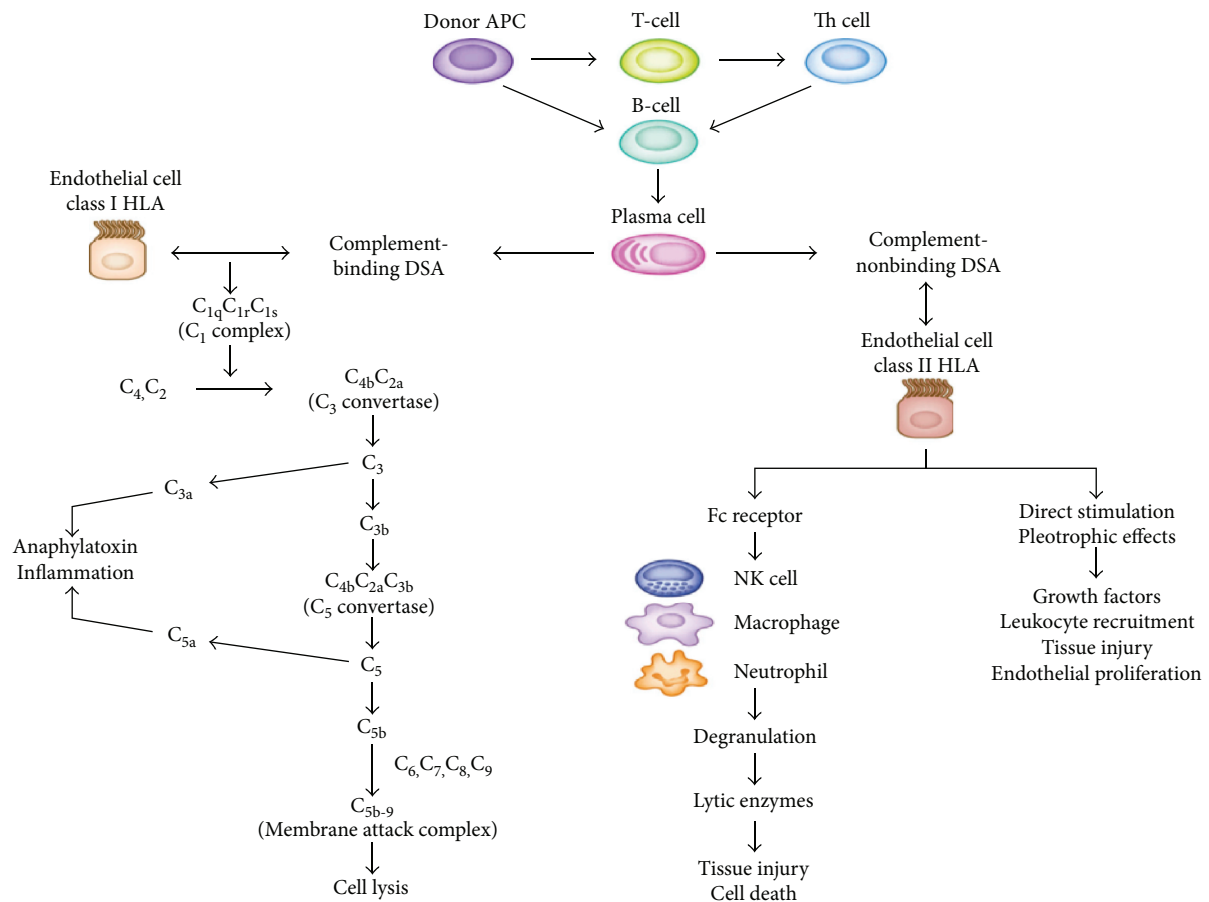 Donor APC
T-cell
Th cell
B-cell
Endothelial cell
class I HLA
Plasma cell
Complement-
binding DSA
Complement-
nonbinding DSA
C1qC1rC1s
(C1 complex)
Endothelial cell
class II HLA
C4,C2
C4bC2a
(C3 convertase)
C3
C3a
C3b
Anaphylatoxin
Inflammation
C4bC2aC3b
(C5 convertase)
C5a
C5
C5b
C6,C7,C8,C9
C5b-9
(Membrane attack complex)
Cell lysis
Fc receptor
NK cell
Macrophage
Neutrophil
Degranulation
Lytic enzymes
Tissue injury
Cell death
Direct stimulation
Pleotrophic effects
Growth factors
Leukocyte recruitment
Tissue injury
Endothelial proliferation